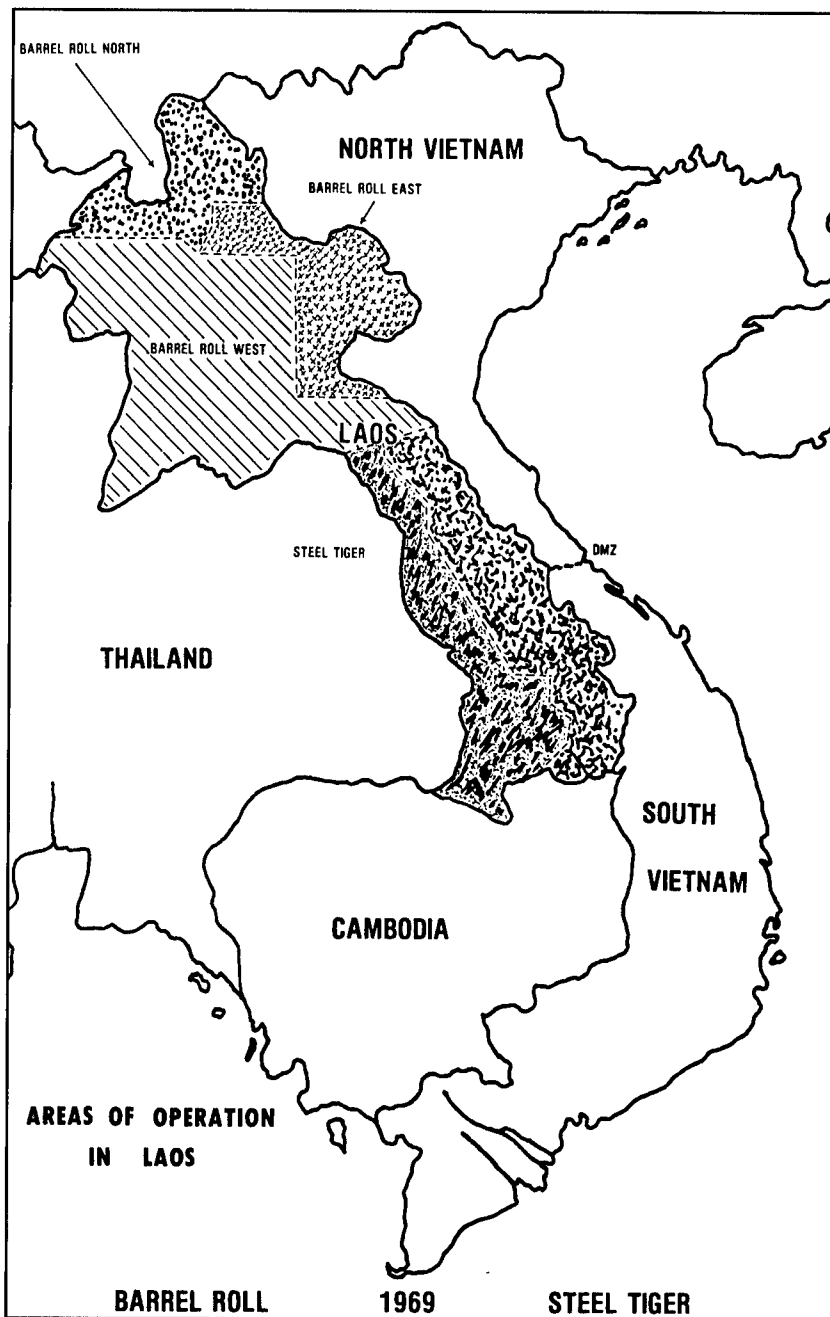 BARREL ROLL NORTH
NORTH VIETNAM
BARREL ROLL EAST
BARREL ROLL WEST
LAOS
STEEL TIGER
DMZ
THAILAND
SOUTH
VIETNAM
CAMBODIA
AREAS OF OPERATION
IN LAOS
BARREL ROLL 1969 STEEL TIGER